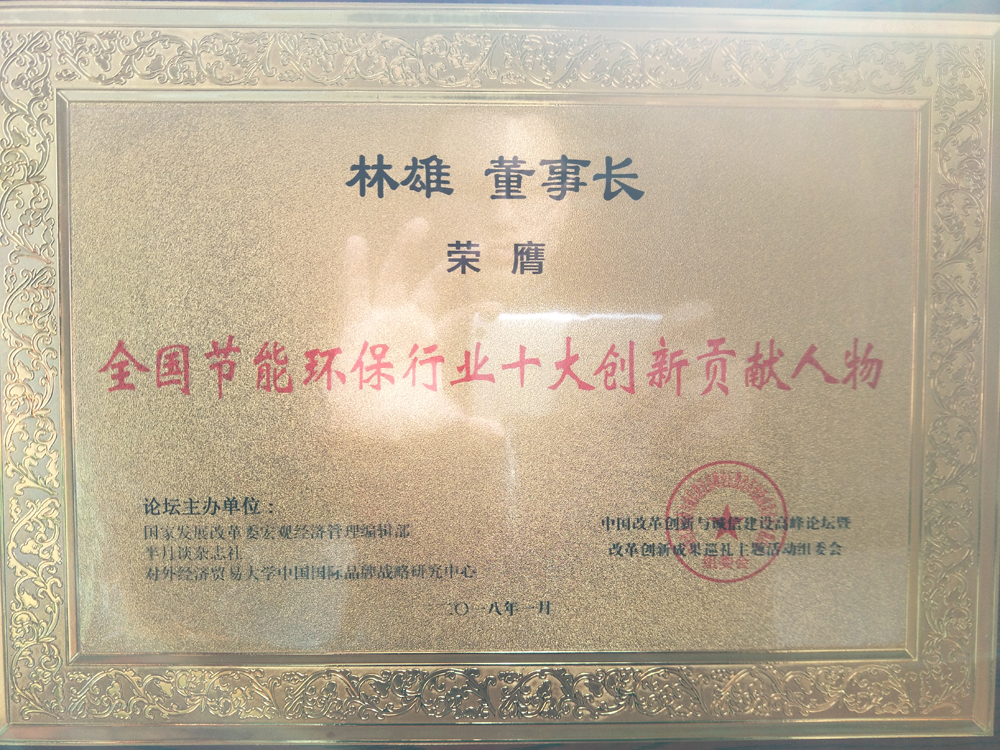 林雄 董事长
荣膺
全国节能环保行业十大创新贡献人物
论坛主办单位：
国家发展改革委宏观经济管理编辑部
半月谈杂志社
对外经济贸易大学中国国际品牌战略研究中心
中国改革创新与诚信建设高峰论坛暨
改革创新成果巡礼主题活动组委会
组委会
二〇一八年一月